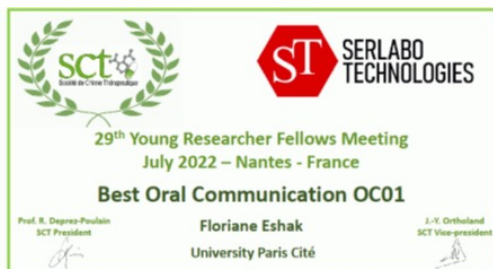 sct
Société de Chimie Thérapeutique
ST
SERLABO
TECHNOLOGIES
29th Young Researcher Fellows Meeting
July 2022 – Nantes - France
Best Oral Communication OC01
Prof. R. Deprez-Poulain
SCT President
Floriane Eshak
University Paris Cité
J.-Y. Ortholand
SCT Vice-president